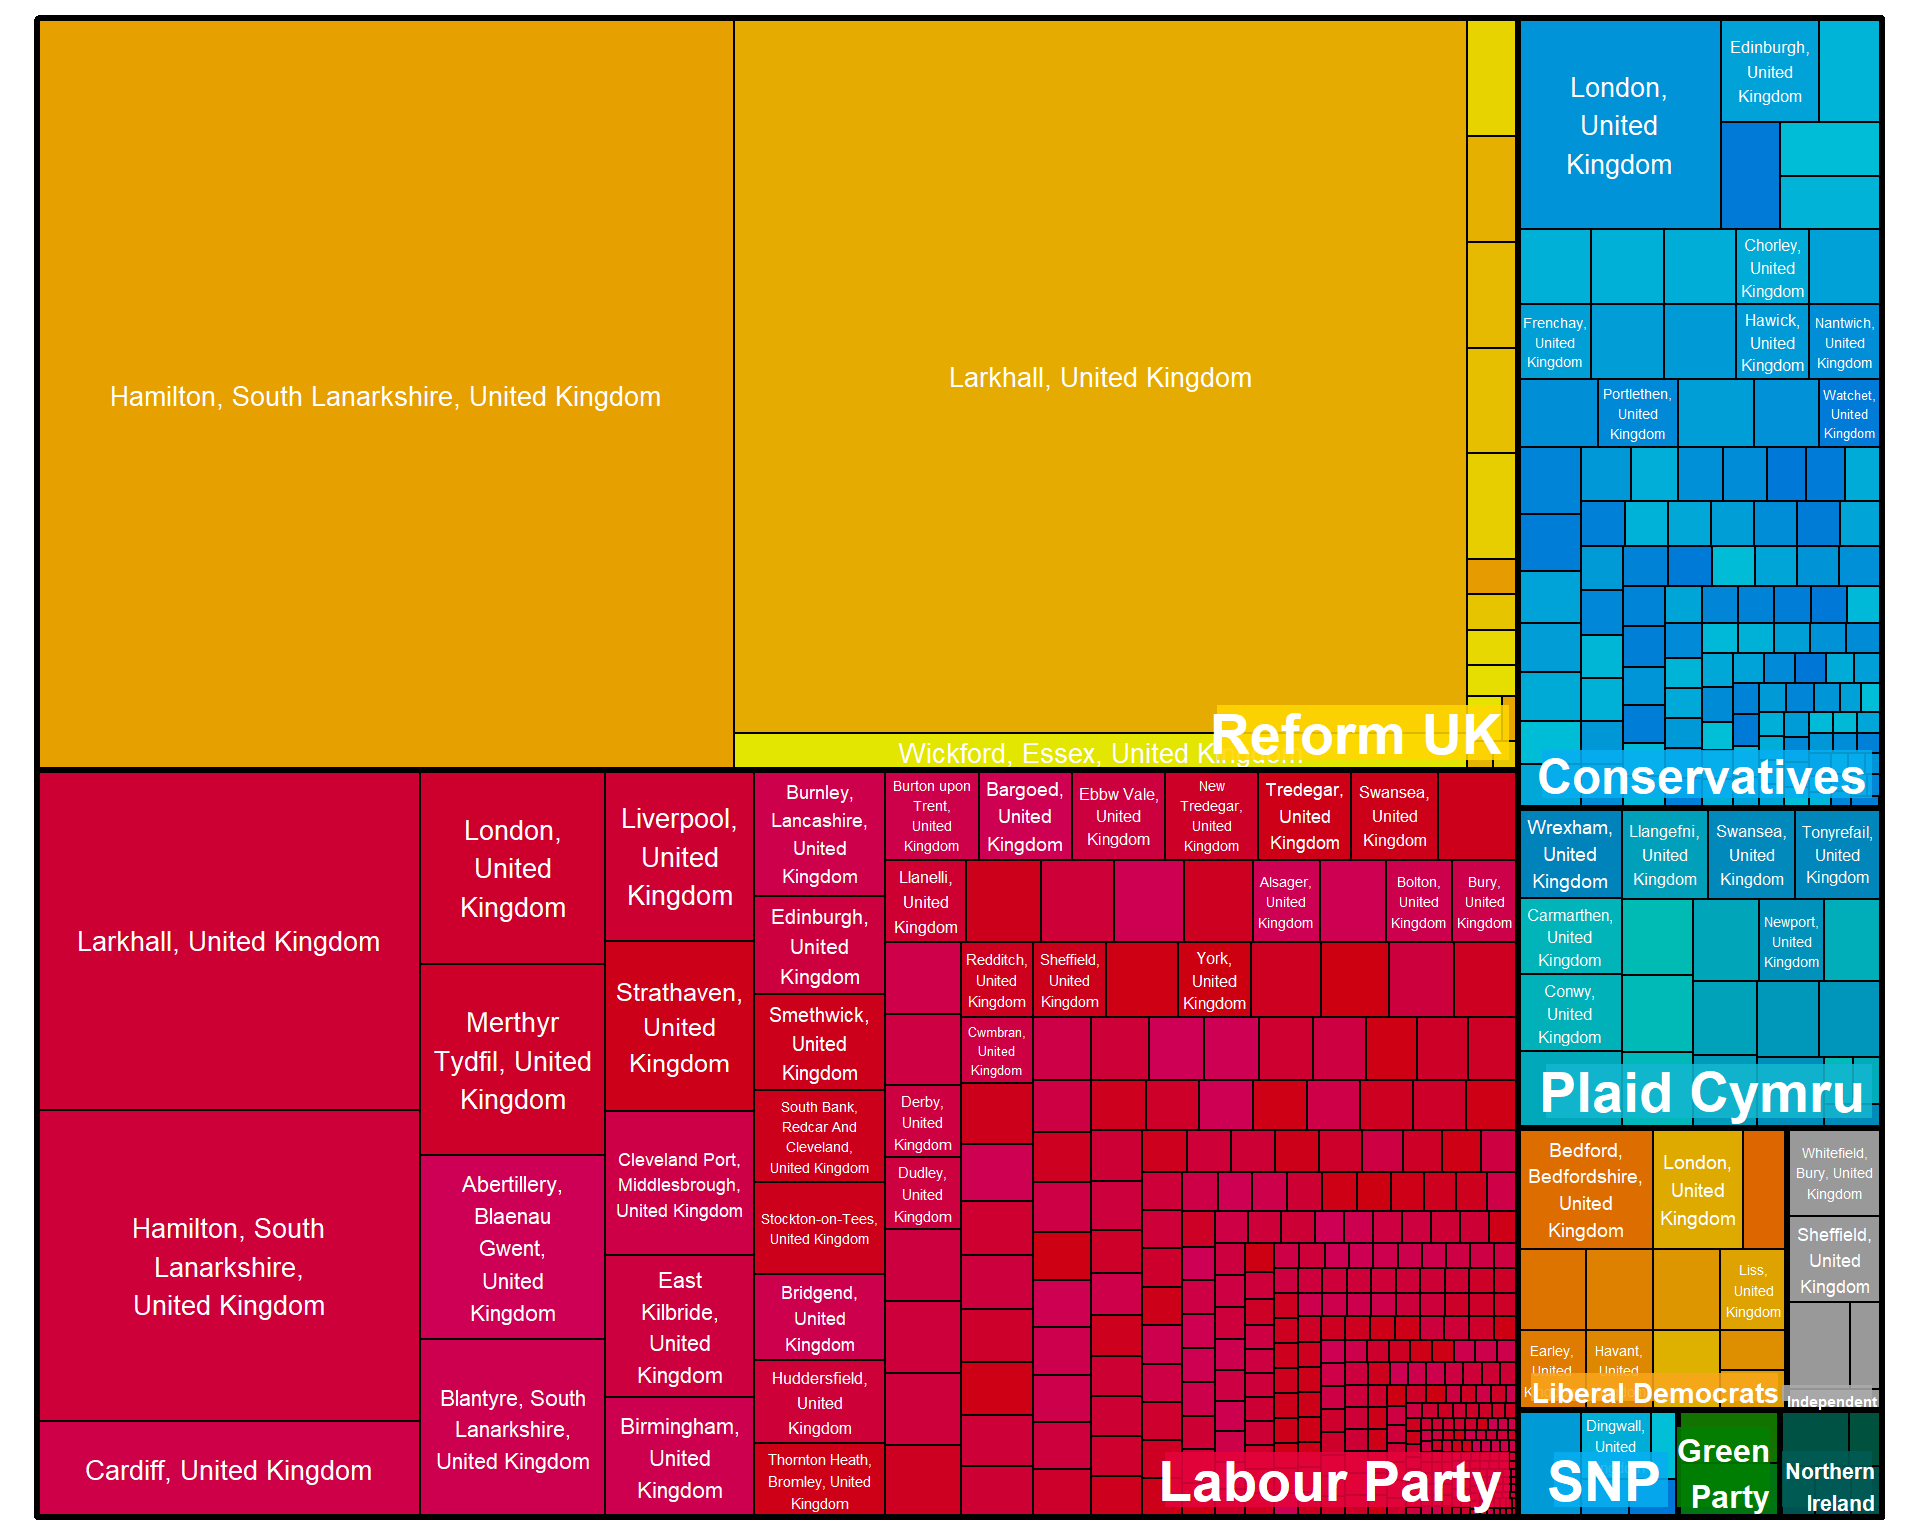 Hamilton, South Lanarkshire, United Kingdom
Larkhall, United Kingdom
Wickford, Essex, United Kingdom
Reform UK
London,
United
Kingdom
Edinburgh,
United
Kingdom
Chorley,
United
Kingdom
Frenchay,
United
Kingdom
Hawick,
United
Kingdom
Nantwich,
United
Kingdom
Portlethen,
United
Kingdom
Watchet,
United
Kingdom
Conservatives
Larkhall, United Kingdom
Hamilton, South
Lanarkshire,
United Kingdom
Cardiff, United Kingdom
London,
United
Kingdom
Merthyr
Tydfil, United
Kingdom
Abertillery,
Blaenau
Gwent,
United
Kingdom
Blantyre, South
Lanarkshire,
United Kingdom
Liverpool,
United
Kingdom
Strathaven,
United
Kingdom
Cleveland Port,
Middlesbrough,
United Kingdom
East
Kilbride,
United
Kingdom
Birmingham,
United
Kingdom
Burnley,
Lancashire,
United
Kingdom
Edinburgh,
United
Kingdom
Smethwick,
United
Kingdom
South Bank,
Redcar And
Cleveland,
United Kingdom
Stockton-on-Tees,
United Kingdom
Bridgend,
United
Kingdom
Huddersfield,
United
Kingdom
Thornton Heath,
Bromley, United
Kingdom
Burton upon
Trent,
United
Kingdom
Bargoed,
United
Kingdom
Ebbw Vale,
United
Kingdom
New
Tredegar,
United
Kingdom
Tredegar,
United
Kingdom
Swansea,
United
Kingdom
Llanelli,
United
Kingdom
Alsager,
United
Kingdom
Bolton,
United
Kingdom
Bury,
United
Kingdom
Redditch,
United
Kingdom
Sheffield,
United
Kingdom
York,
United
Kingdom
Cwmbran,
United
Kingdom
Derby,
United
Kingdom
Dudley,
United
Kingdom
Labour Party
Wrexham,
United
Kingdom
Llangefni,
United
Kingdom
Swansea,
United
Kingdom
Tonyrefail,
United
Kingdom
Carmarthen,
United
Kingdom
Newport,
United
Kingdom
Conwy,
United
Kingdom
Plaid Cymru
Bedford,
Bedfordshire,
United
Kingdom
London,
United
Kingdom
Liss,
United
Kingdom
Earley,
United
Havant,
United
Liberal Democrats
Whitefield,
Bury, United
Kingdom
Sheffield,
United
Kingdom
Independent
Dingwall,
United
SNP
Green
Party
Northern
Ireland